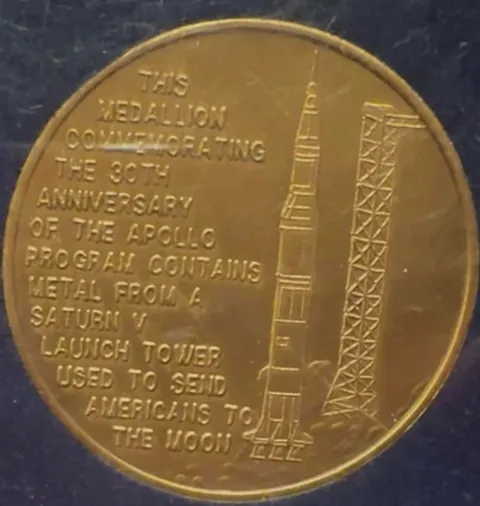 THIS
MEDALLION
COMMEMORATING
THE 30TH
ANNIVERSARY
OF THE APOLLO
PROGRAM CONTAINS
METAL FROM A
SATURN V
LAUNCH TOWER
USED TO SEND
AMERICANS TO
THE MOON